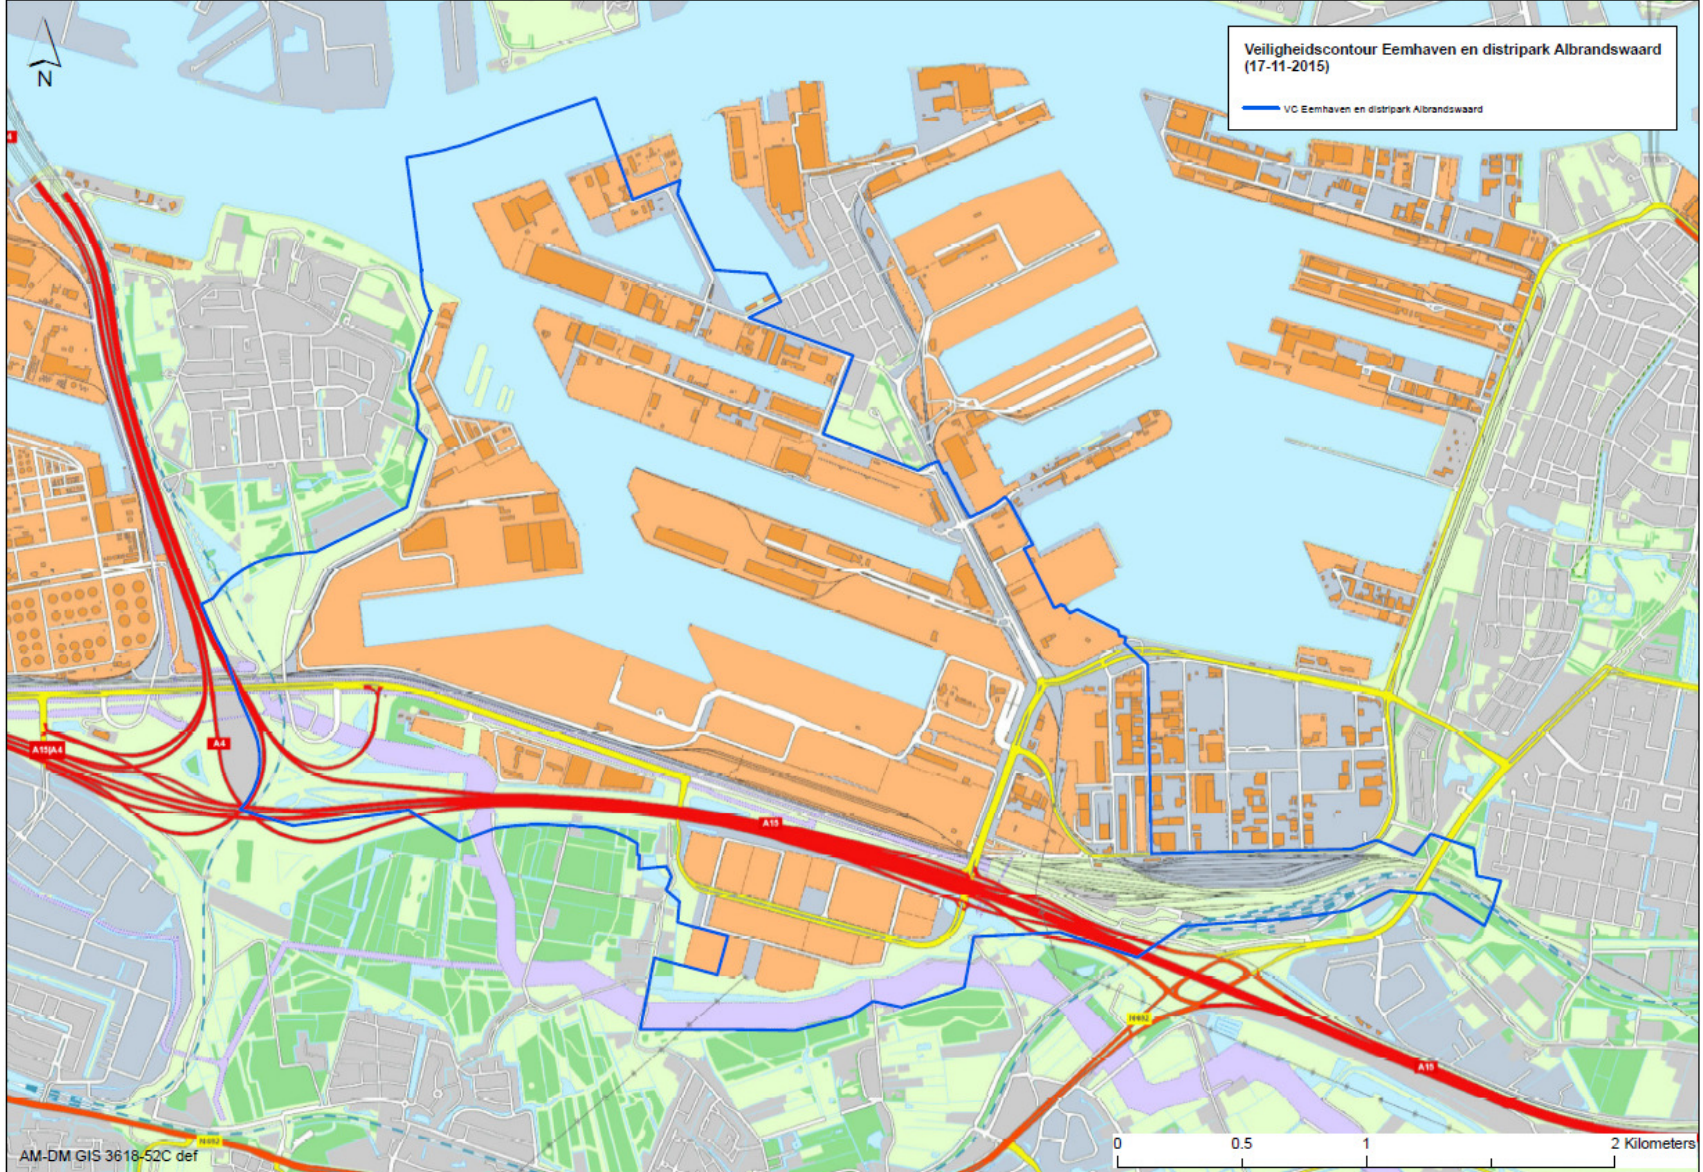 N
Veiligheidscontour Eemhaven en distripark Albrandswaard
(17-11-2015)
VC Eemhaven en distripark Albrandswaard
4
A15|A4
A4
A15
A15
AM-DM GIS 3618-52C def
0 0.5 1 2 Kilometers